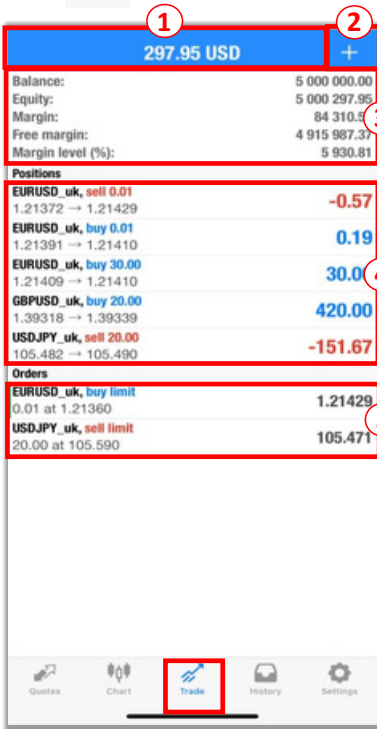 1
2
297.95 USD
+
Balance: 5 000 000.00
Equity: 5 000 297.95
Margin: 84 310.5
Free margin: 4 915 987.37
Margin level (%): 5 930.81
Positions
EURUSD_uk, sell 0.01
1.21372 → 1.21429 -0.57
EURUSD_uk, buy 0.01
1.21391 → 1.21410 0.19
EURUSD_uk, buy 30.00
1.21409 → 1.21410 30.0
GBPUSD_uk, buy 20.00
1.39318 → 1.39339 420.00
USDJPY_uk, sell 20.00
105.482 → 105.490 -151.67
Orders
EURUSD_uk, buy limit
0.01 at 1.21360 1.21429
USDJPY_uk, sell limit
20.00 at 105.590 105.471
Quotes Chart Trade History Settings